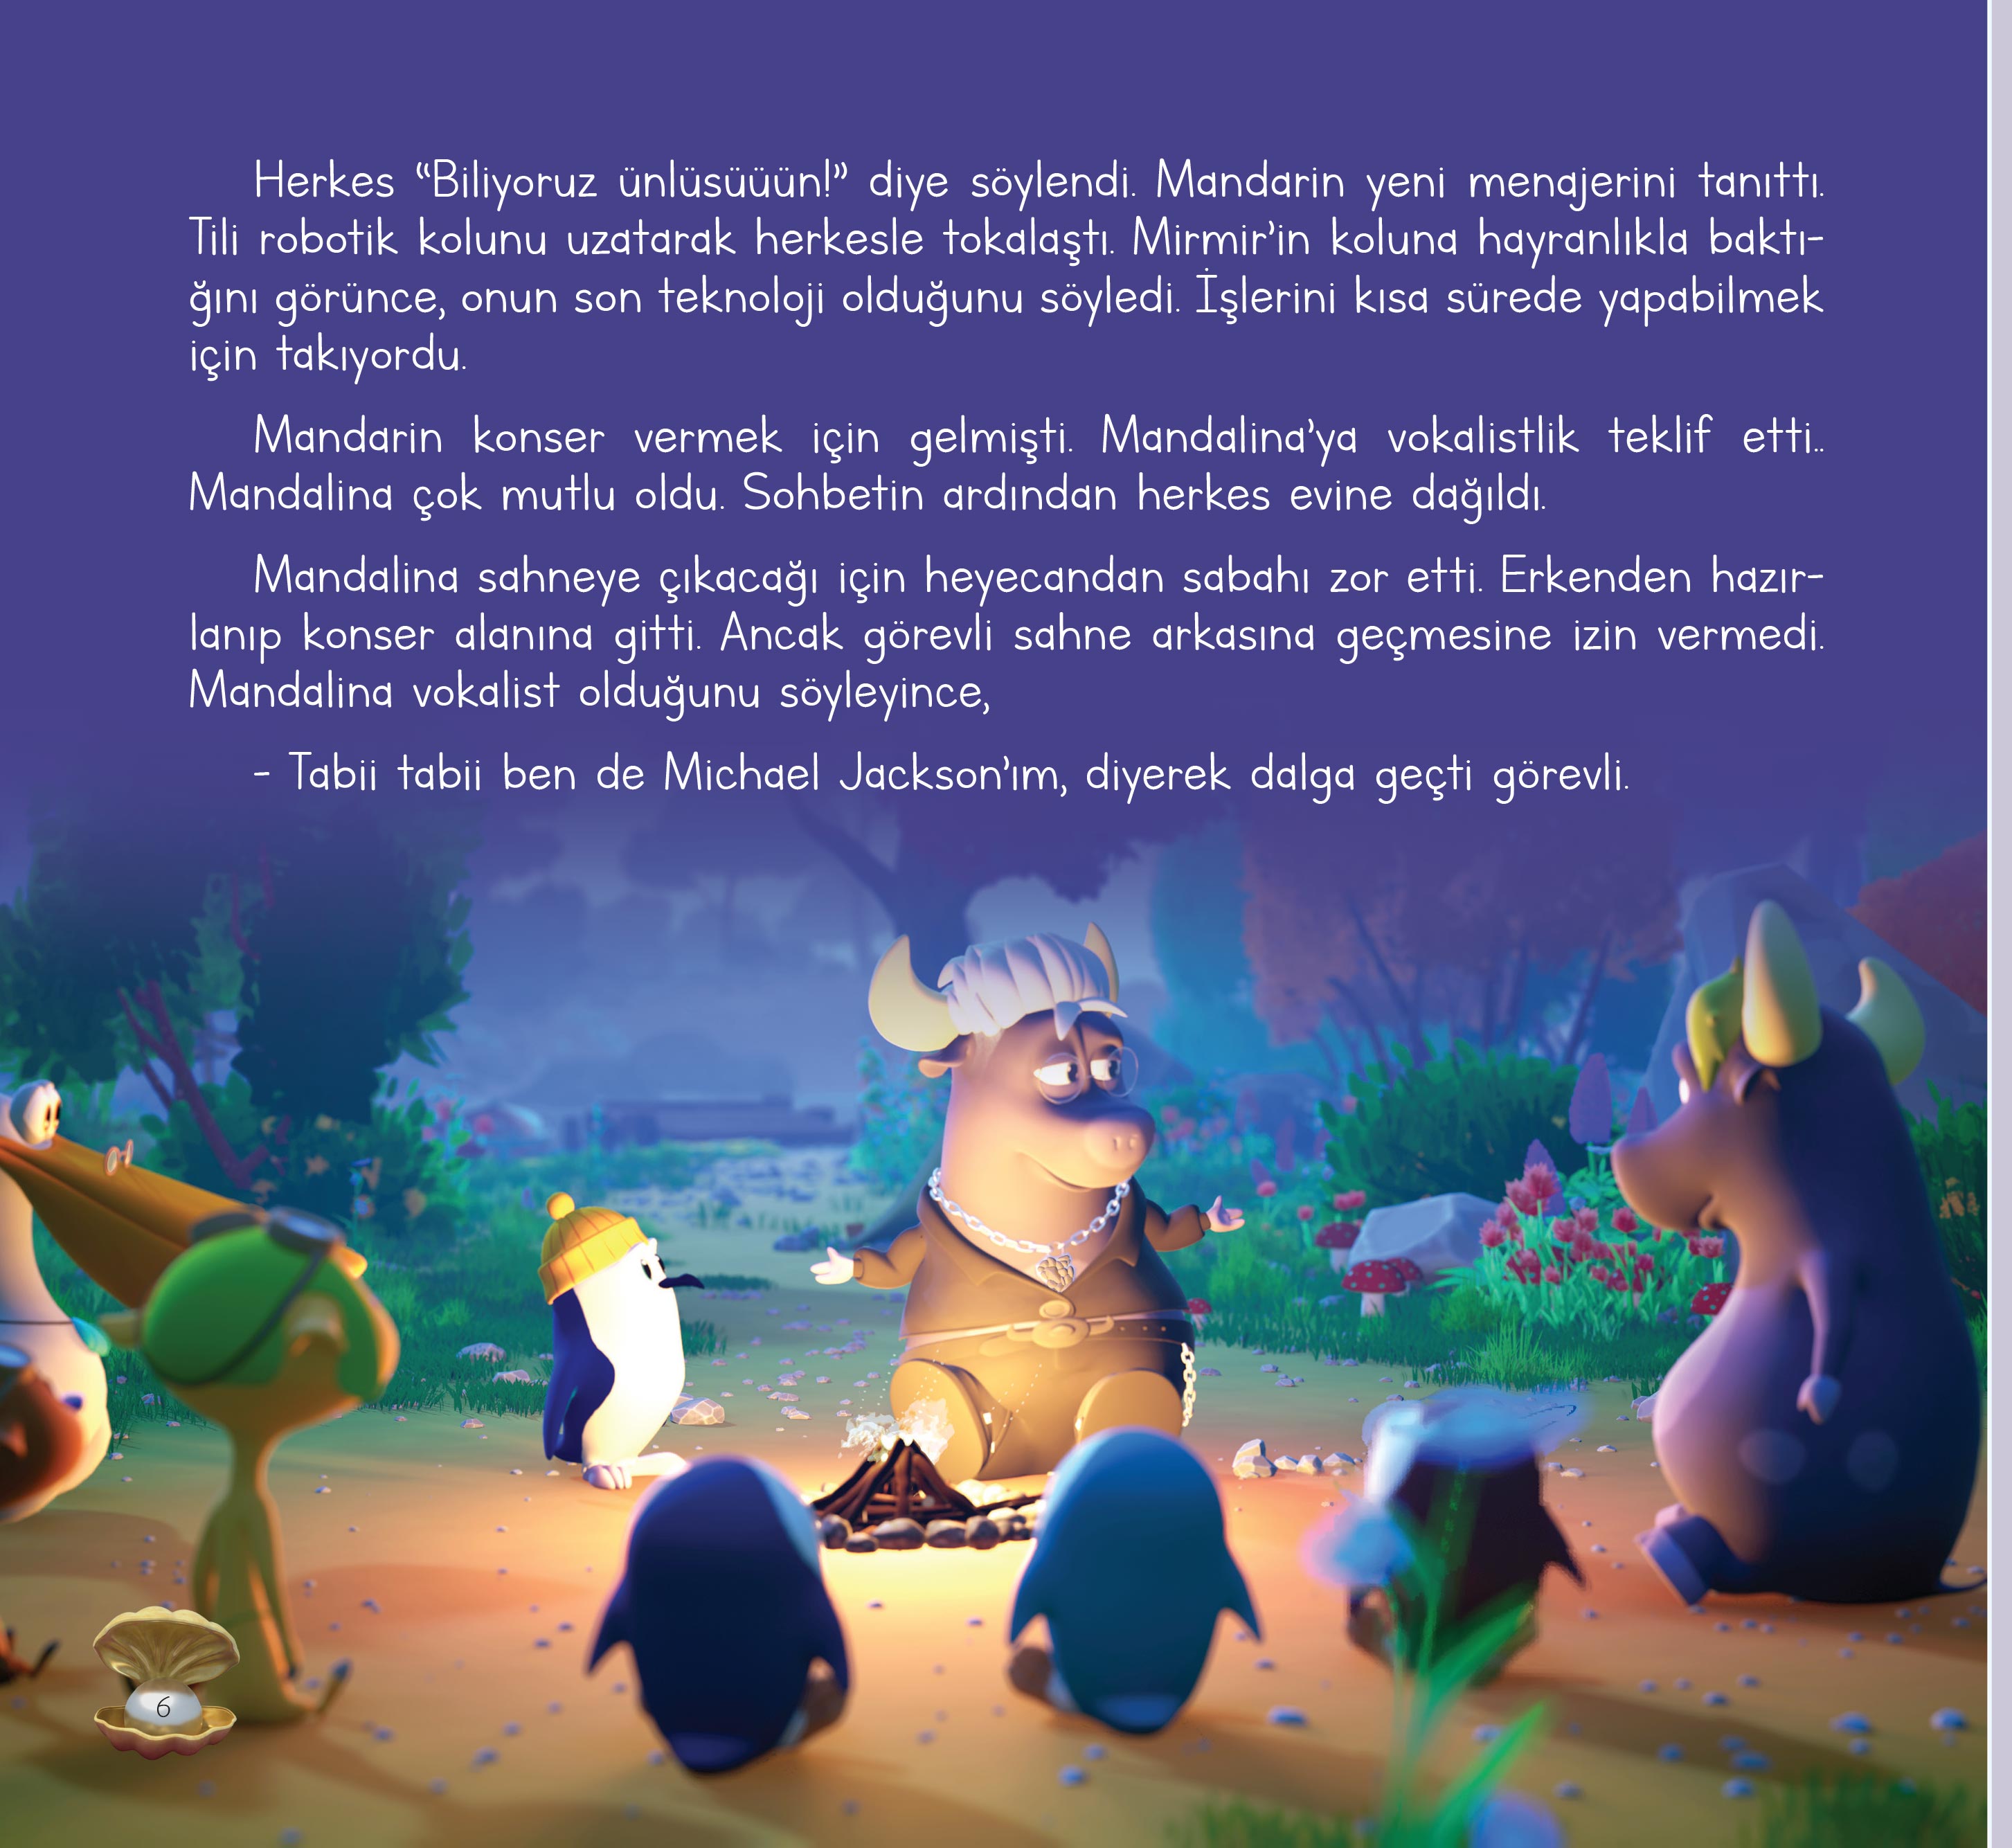 Herkes “Biliyoruz ünlüsüüün!” diye söylendi. Mandarin yeni menajerini tanıttı.
Tili robotik kolunu uzatarak herkesle tokalaştı. Mirmir’in koluna hayranlıkla baktı-
ğını görünce, onun son teknoloji olduğunu söyledi. İşlerini kısa sürede yapabilmek
için takıyordu.
Mandarin konser vermek için gelmişti. Mandalina’ya vokalistlik teklif etti..
Mandalina çok mutlu oldu. Sohbetin ardından herkes evine dağıldı.
Mandalina sahneye çıkacağı için heyecandan sabahı zor etti. Erkenden hazır-
lanıp konser alanına gitti. Ancak görevli sahne arkasına geçmesine izin vermedi.
Mandalina vokalist olduğunu söyleyince,
- Tabii tabii ben de Michael Jackson’ım, diyerek dalga geçti görevli.
6